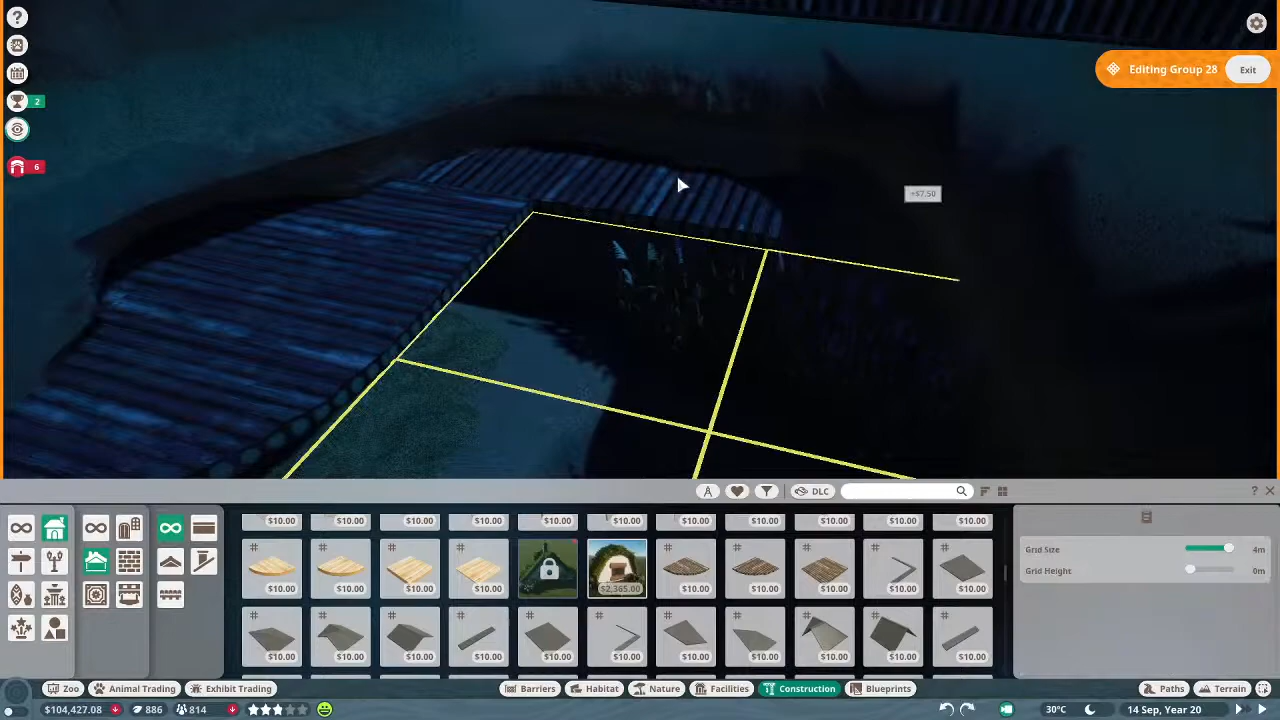 ?
Editing Group 28 Exit
2
6
+$7.50
DLC
? ×
$10.00 $10.00 $10.00 $10.00 $10.00 $10.00 $10.00 $10.00 $10.00 $10.00 $10.00
Grid Size 4m
Grid Height 0m
$10.00 $10.00 $10.00 $10.00 $2,365.00 $10.00 $10.00 $10.00 $10.00 $10.00
$10.00 $10.00 $10.00 $10.00 $10.00 $10.00 $10.00 $10.00 $10.00 $10.00 $10.00
Zoo Animal Trading Exhibit Trading Barriers Habitat Nature Facilities Construction Blueprints Paths Terrain
$104,427.08 886 814 30°C 14 Sep, Year 20